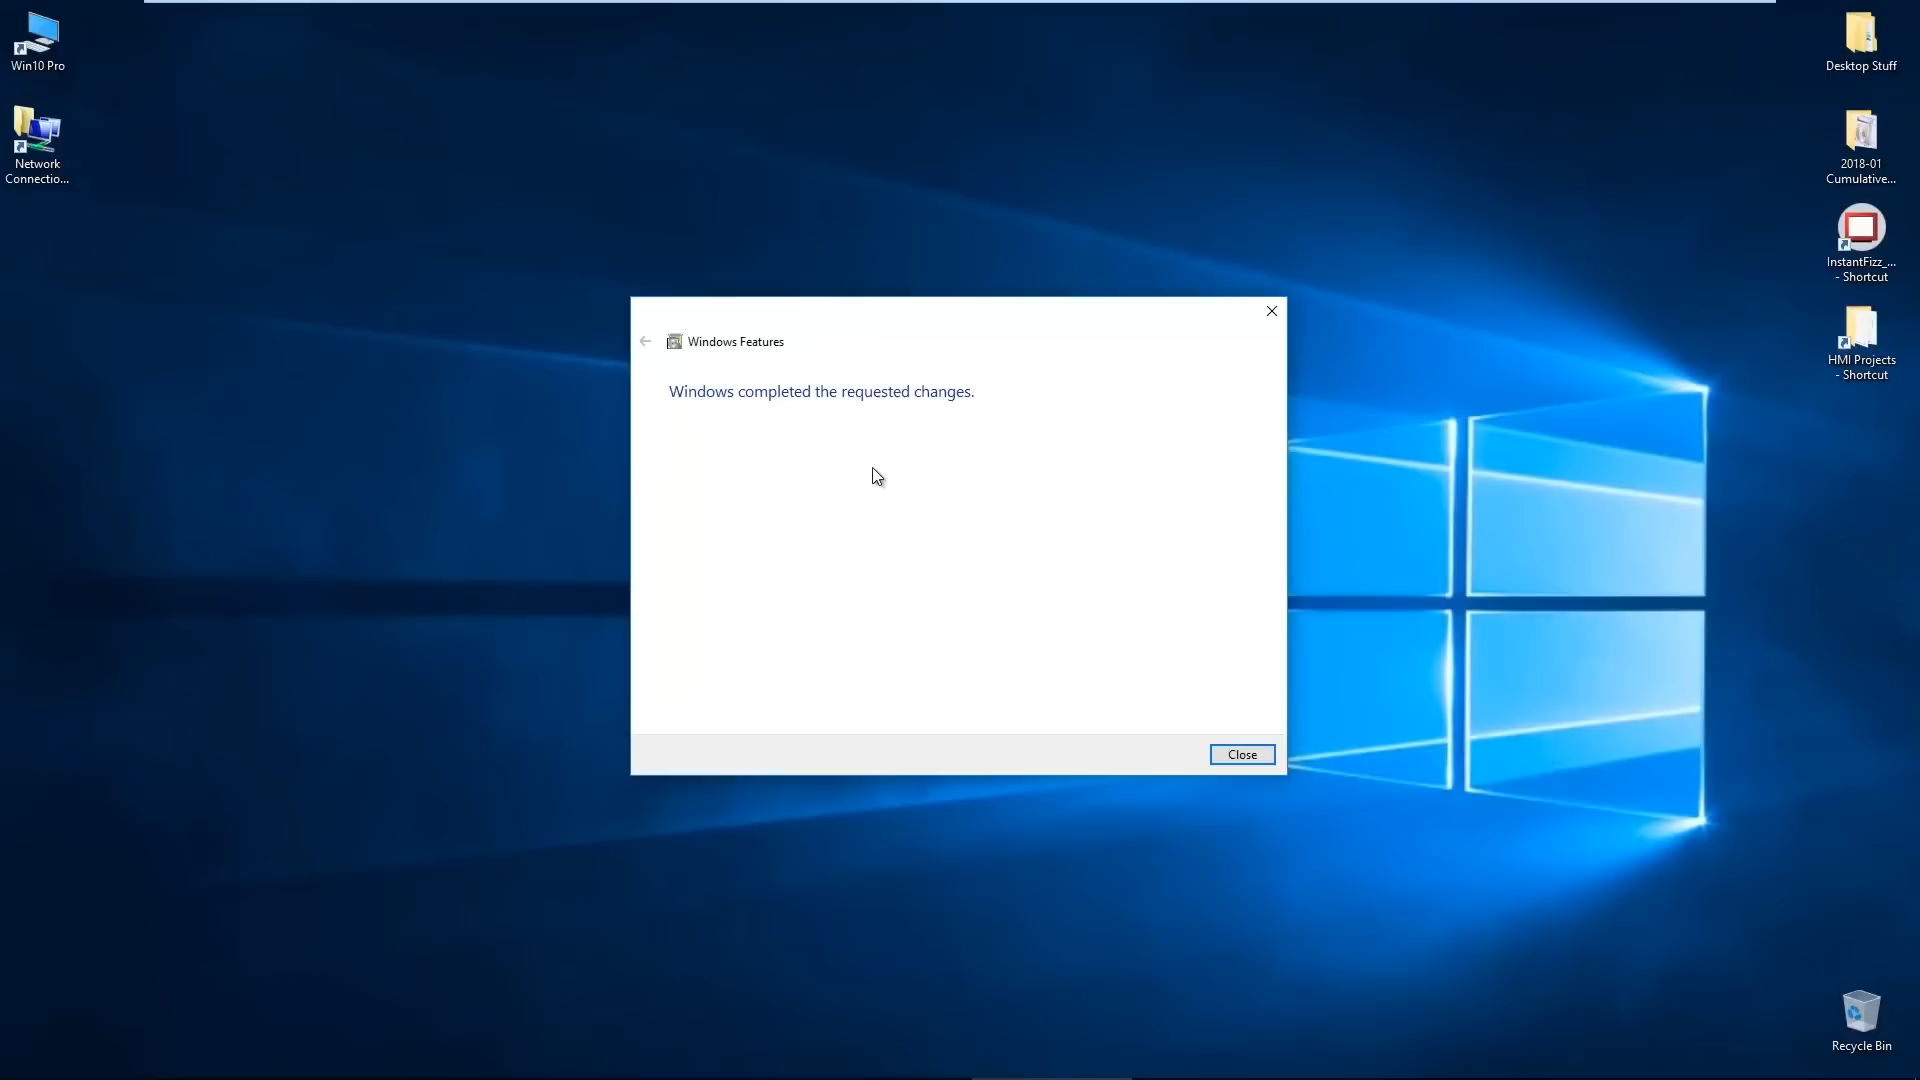 Win10 Pro
Network
Connectio...
Windows Features
Windows completed the requested changes.
Close
Desktop Stuff
2018-01
Cumulative...
InstantFizz_...
- Shortcut
HMI Projects
- Shortcut
Recycle Bin